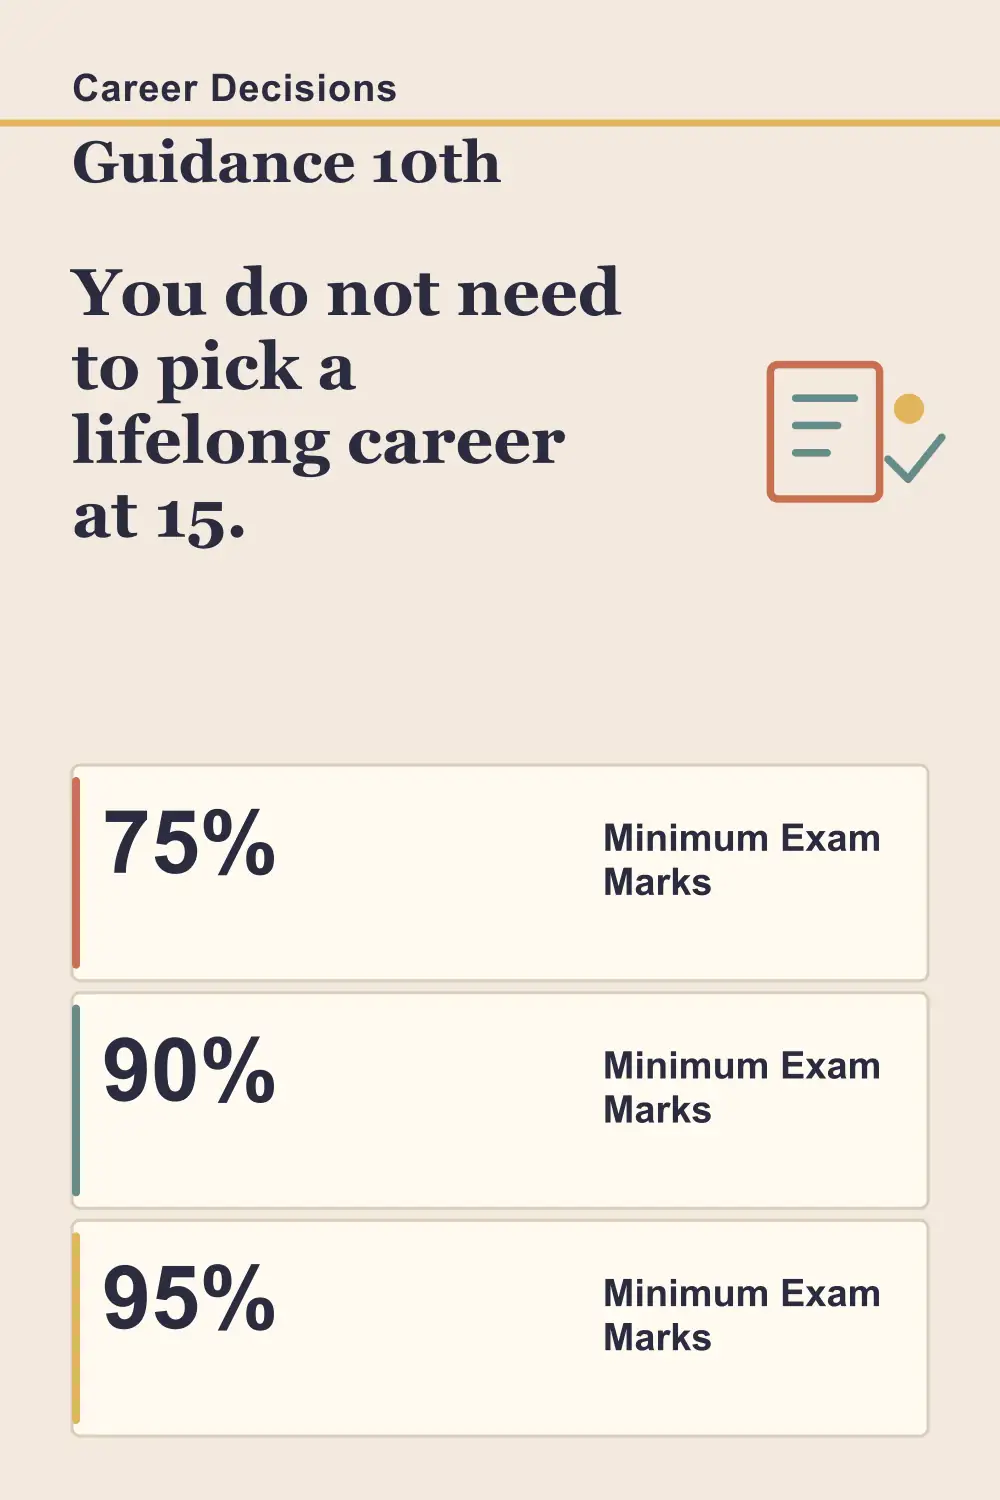 Career Decisions
Guidance 10th
You do not need
to pick a
lifelong career
at 15.
75%
Minimum Exam
Marks
90%
Minimum Exam
Marks
95%
Minimum Exam
Marks